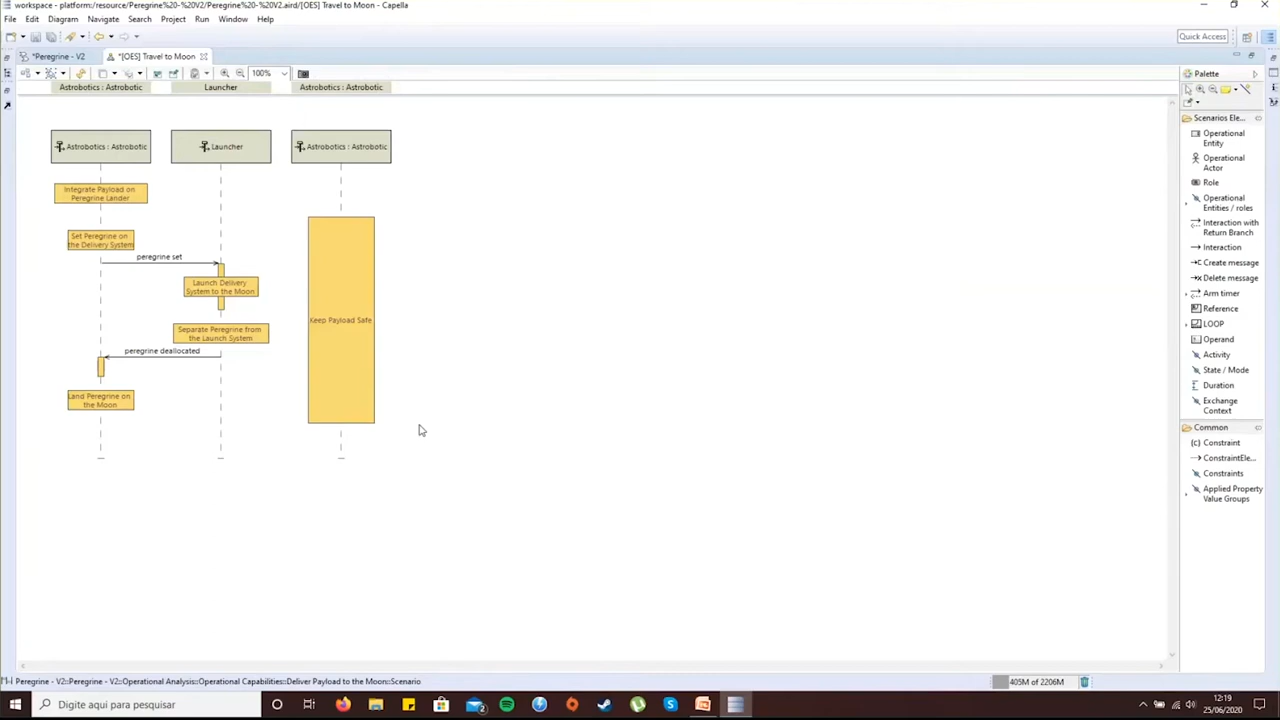 workspace - platform:/resource/Peregrine%20-%20V2/Peregrine%20-%20V2.aird/[OES] Travel to Moon - Capella
File Edit Diagram Navigate Search Project Run Window Help
Quick Access
*Peregrine - V2
*[OES] Travel to Moon
100%
Astrobotics : Astrobotic
Launcher
Astrobotics : Astrobotic
Astrobotics : Astrobotic
Launcher
Astrobotics : Astrobotic
Integrate Payload on
Peregrine Lander
Set Peregrine on
the Delivery System
peregrine set
Launch Delivery
System to the Moon
Separate Peregrine from
the Launch System
peregrine deallocated
Land Peregrine on
the Moon
Keep Payload Safe
Palette
Scenarios Ele...
Operational
Entity
Operational
Actor
Role
Operational
Entities / roles
Interaction with
Return Branch
Interaction
Create message
Delete message
Arm timer
Reference
LOOP
Operand
Activity
State / Mode
Duration
Exchange
Context
Common
(c) Constraint
ConstraintEle...
Constraints
Applied Property
Value Groups
Peregrine - V2::Peregrine - V2::Operational Analysis::Operational Capabilities::Deliver Payload to the Moon::Scenario
405M of 2206M
Digite aqui para pesquisar
12:19
25/06/2020